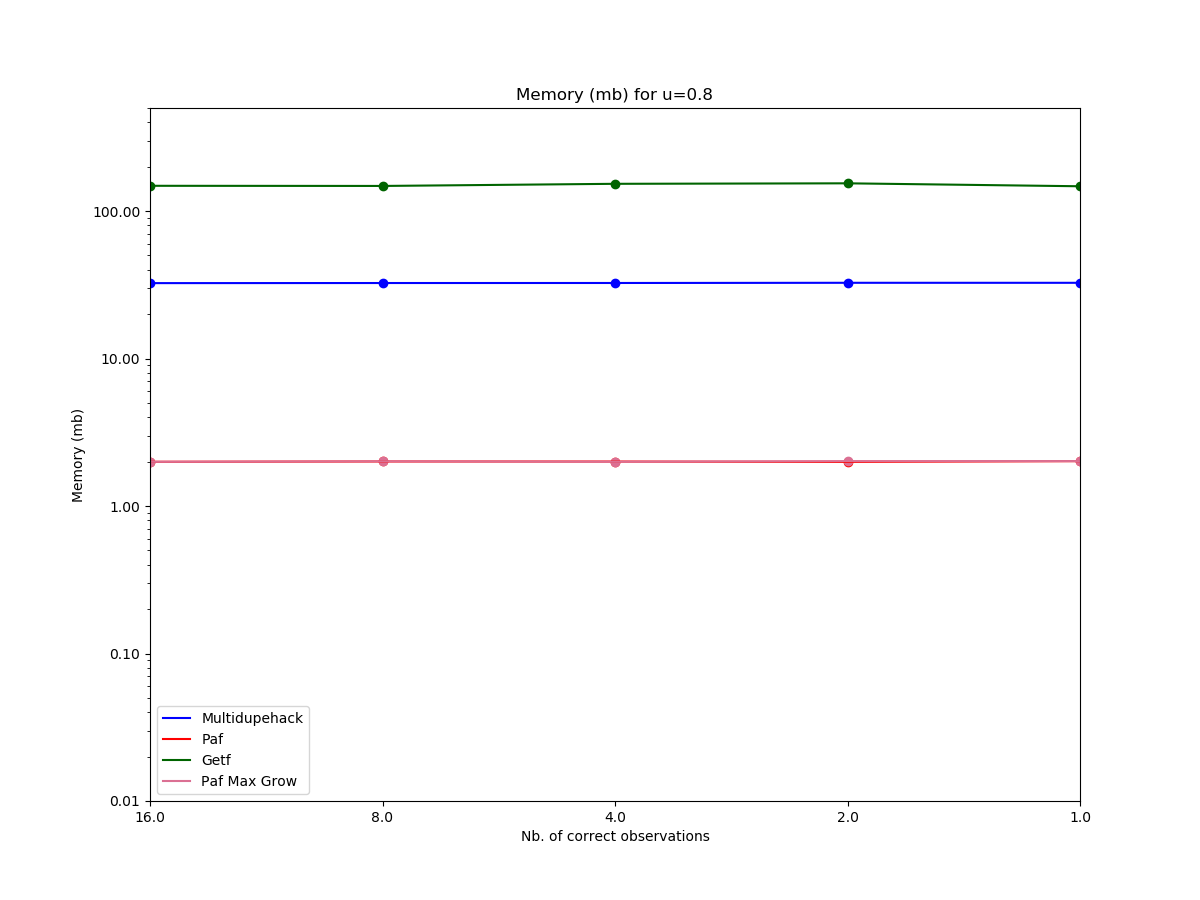 Memory (mb) for u=0.8
100.00
10.00
1.00
0.10
0.01
Memory (mb)
Multidupehack
Paf
Getf
Paf Max Grow
16.0 8.0 4.0 2.0 1.0
Nb. of correct observations